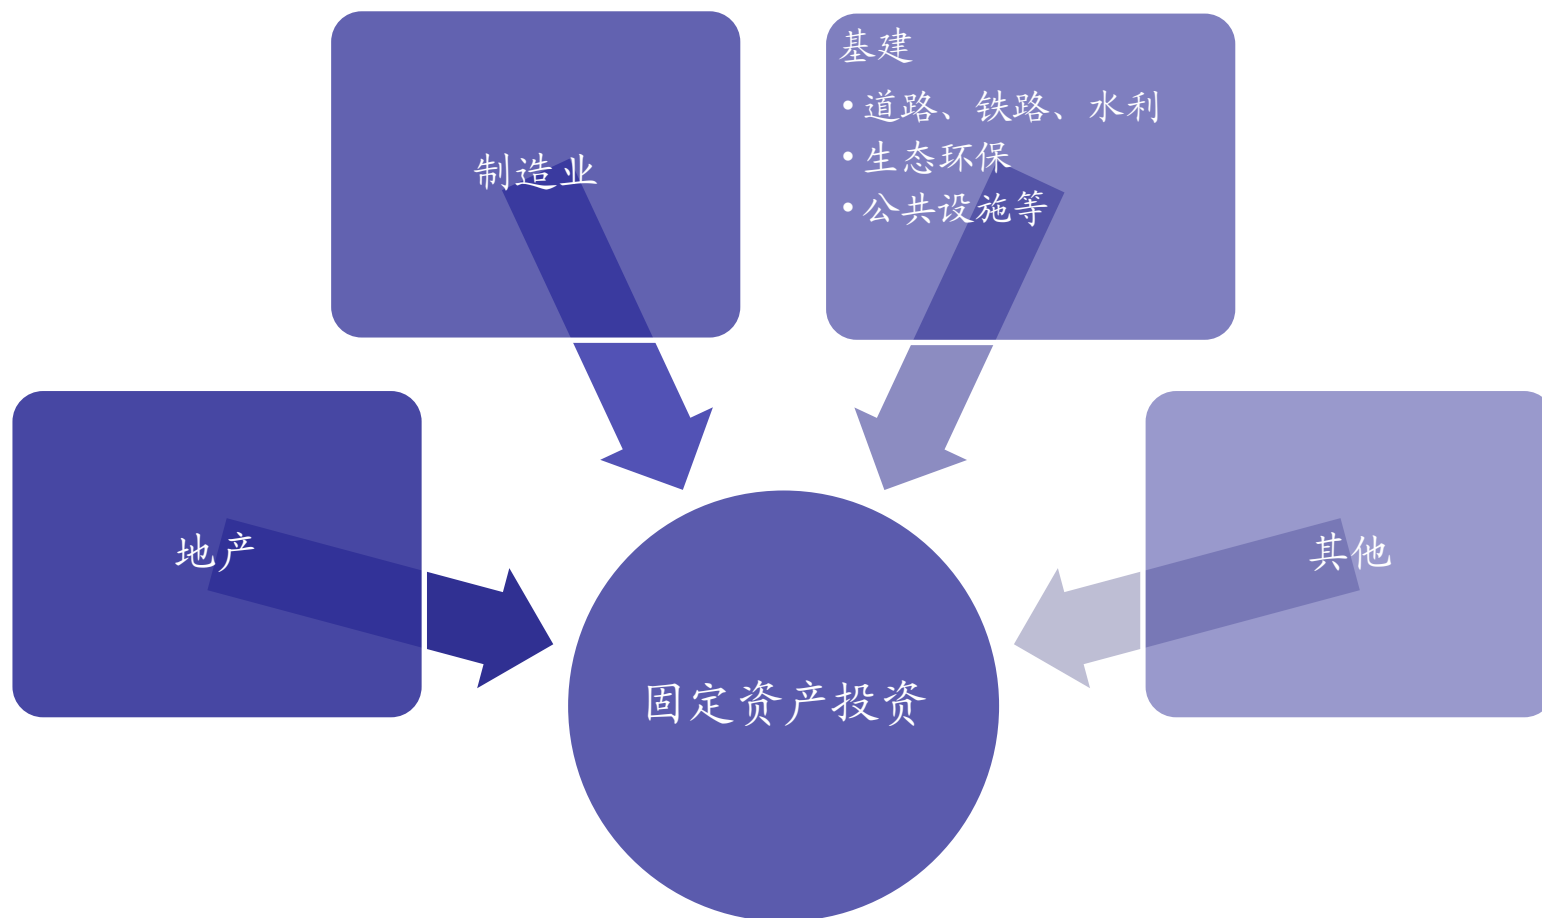 基建
• 道路、铁路、水利
• 生态环保
• 公共设施等
制造业
地产
其他
固定资产投资